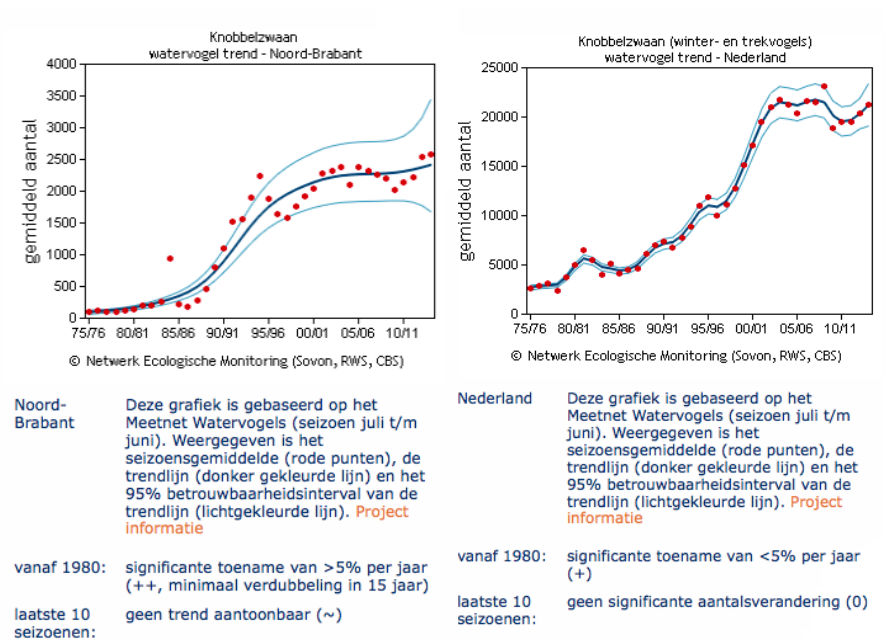 Knobbelzwaan
watervogel trend - Noord-Brabant
gemiddeld aantal
4000
3500
3000
2500
2000
1500
1000
500
0
75/76 80/81 85/86 90/91 95/96 00/01 05/06 10/11
© Netwerk Ecologische Monitoring (Sovon, RWS, CBS)
Noord-
Brabant
Deze grafiek is gebaseerd op het
Meetnet Watervogels (seizoen juli t/m
juni). Weergegeven is het
seizoensgemiddelde (rode punten), de
trendlijn (donker gekleurde lijn) en het
95% betrouwbaarheidsinterval van de
trendlijn (lichtgekleurde lijn). Project
informatie
vanaf 1980:
significante toename van >5% per jaar
(++, minimaal verdubbeling in 15 jaar)
laatste 10
seizoenen:
geen trend aantoonbaar (~)
Knobbelzwaan (winter- en trekvogels)
watervogel trend - Nederland
gemiddeld aantal
25000
20000
15000
10000
5000
0
75/76 80/81 85/86 90/91 95/96 00/01 05/06 10/11
© Netwerk Ecologische Monitoring (Sovon, RWS, CBS)
Nederland
Deze grafiek is gebaseerd op het
Meetnet Watervogels (seizoen juli t/m
juni). Weergegeven is het
seizoensgemiddelde (rode punten), de
trendlijn (donker gekleurde lijn) en het
95% betrouwbaarheidsinterval van de
trendlijn (lichtgekleurde lijn). Project
informatie
vanaf 1980:
significante toename van <5% per jaar
(+)
laatste 10
seizoenen:
geen significante aantalsverandering (0)